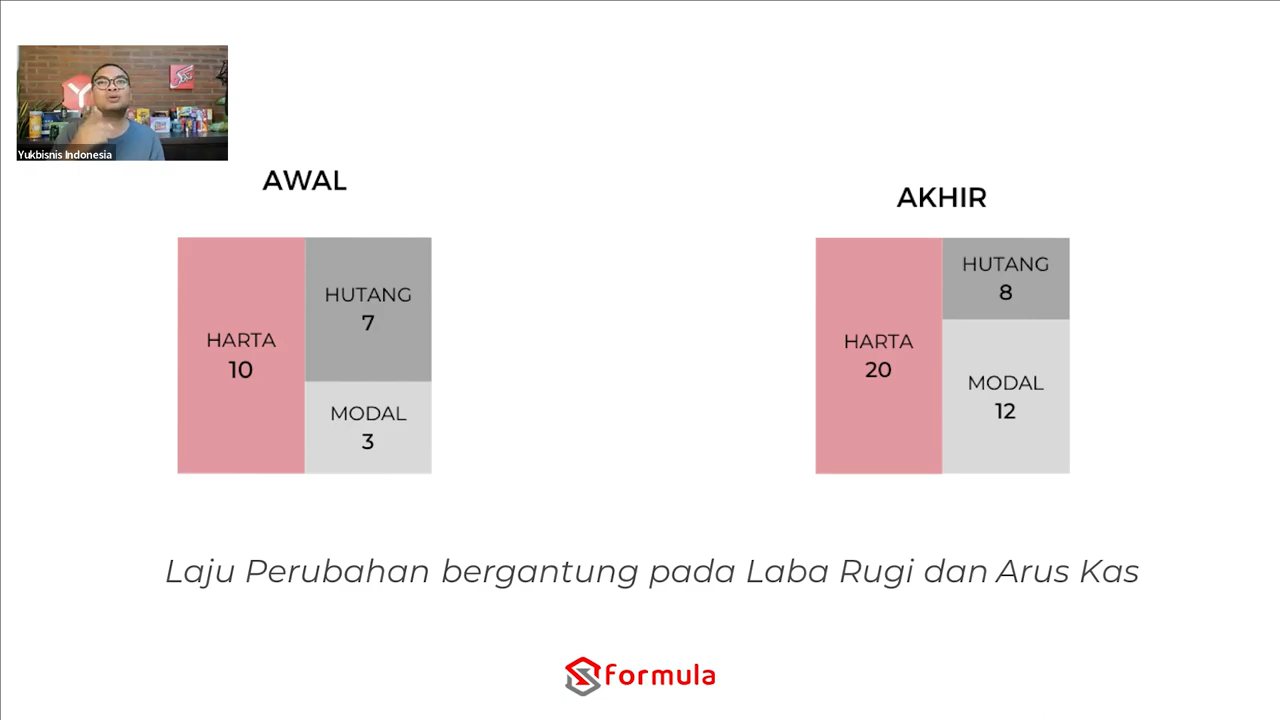 Yukbisnis Indonesia
AWAL
HARTA
10
HUTANG
7
MODAL
3
AKHIR
HARTA
20
HUTANG
8
MODAL
12
Laju Perubahan bergantung pada Laba Rugi dan Arus Kas
formula